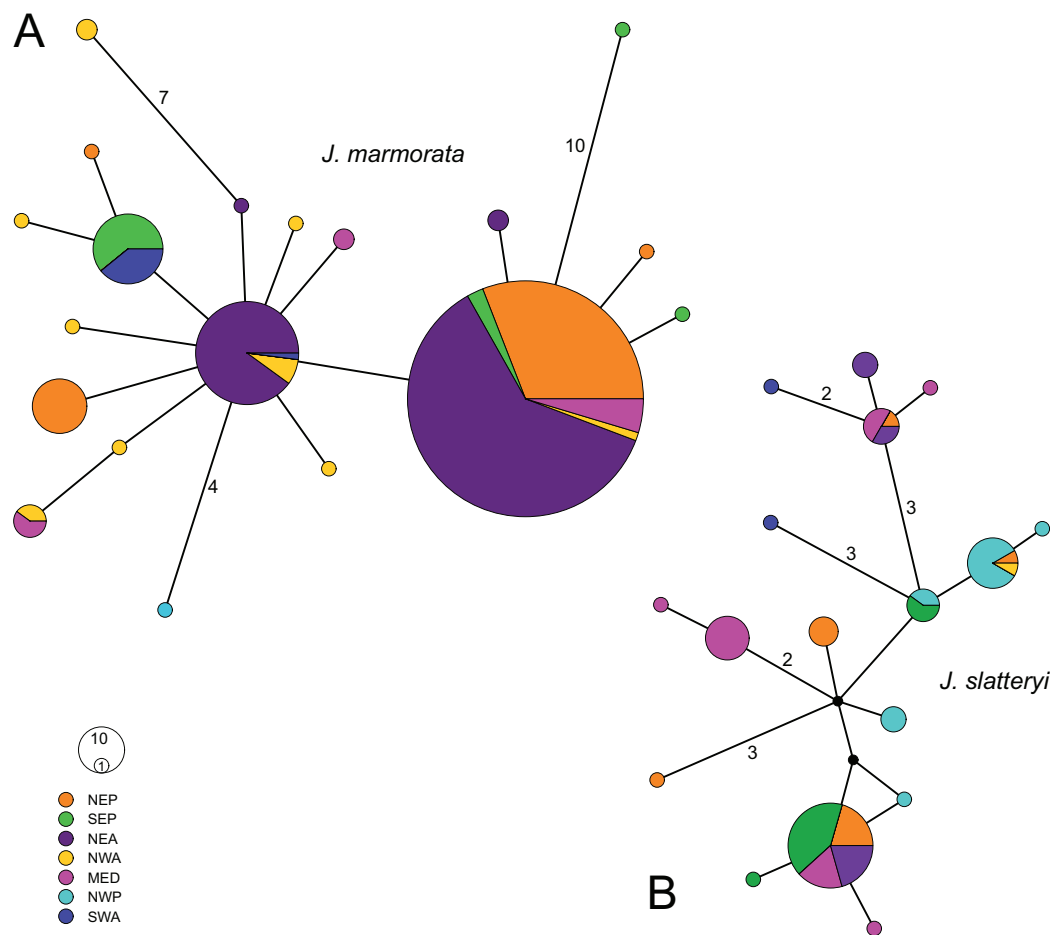 A
7
10
J. marmorata
2
3
4
3
2
J. slatteryi
3
10
1
NEP
SEP
NEA
NWA
MED
NWP
SWA
B